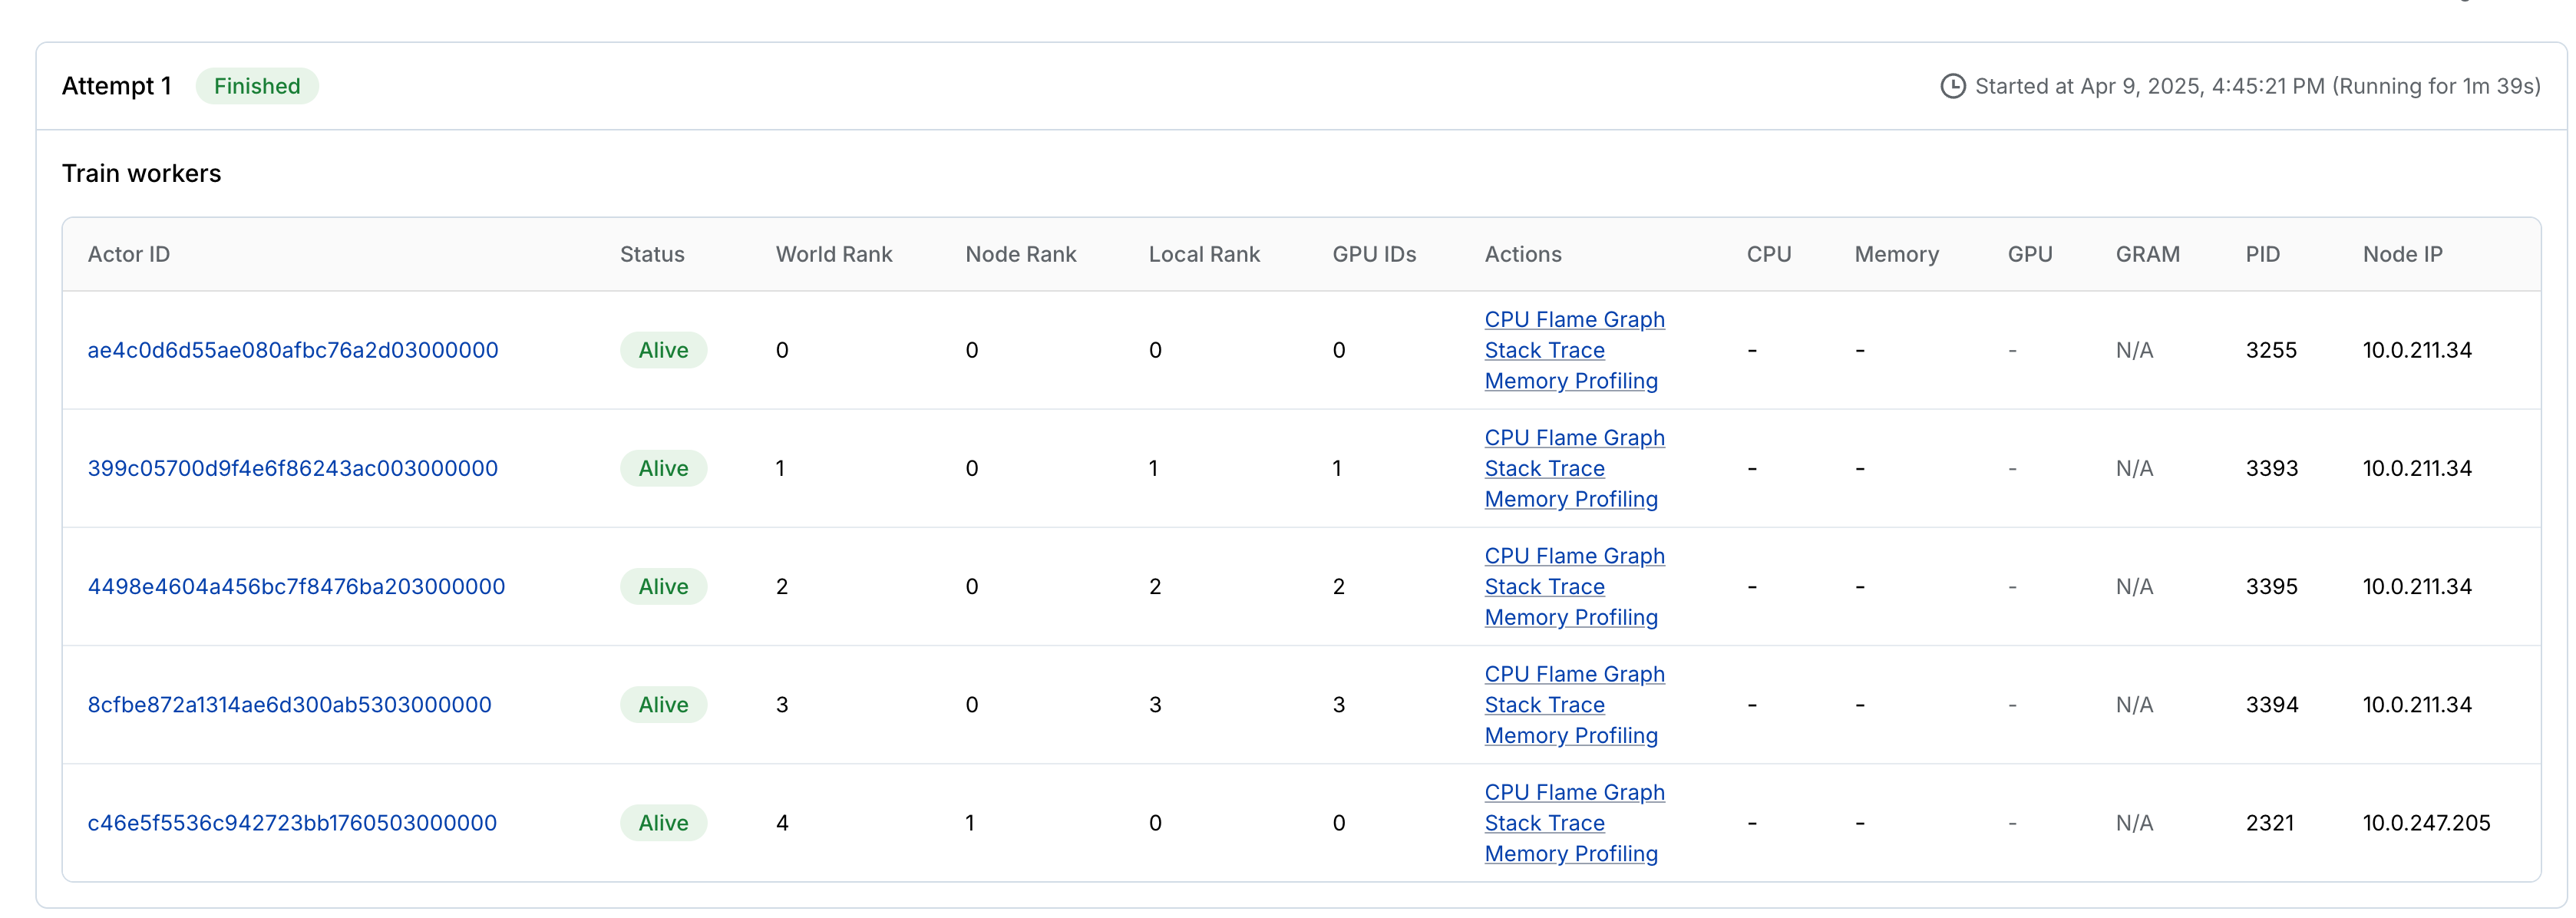 Attempt 1 Finished Started at Apr 9, 2025, 4:45:21 PM (Running for 1m 39s)
Train workers
Actor ID Status World Rank Node Rank Local Rank GPU IDs Actions CPU Memory GPU GRAM PID Node IP
CPU Flame Graph
ae4c0d6d55ae080afbc76a2d03000000 Alive 0 0 0 0 Stack Trace - - - N/A 3255 10.0.211.34
Memory Profiling
CPU Flame Graph
399c05700d9f4e6f86243ac003000000 Alive 1 0 1 1 Stack Trace - - - N/A 3393 10.0.211.34
Memory Profiling
CPU Flame Graph
4498e4604a456bc7f8476ba203000000 Alive 2 0 2 2 Stack Trace - - - N/A 3395 10.0.211.34
Memory Profiling
CPU Flame Graph
8cfbe872a1314ae6d300ab5303000000 Alive 3 0 3 3 Stack Trace - - - N/A 3394 10.0.211.34
Memory Profiling
CPU Flame Graph
c46e5f5536c942723bb1760503000000 Alive 4 1 0 0 Stack Trace - - - N/A 2321 10.0.247.205
Memory Profiling